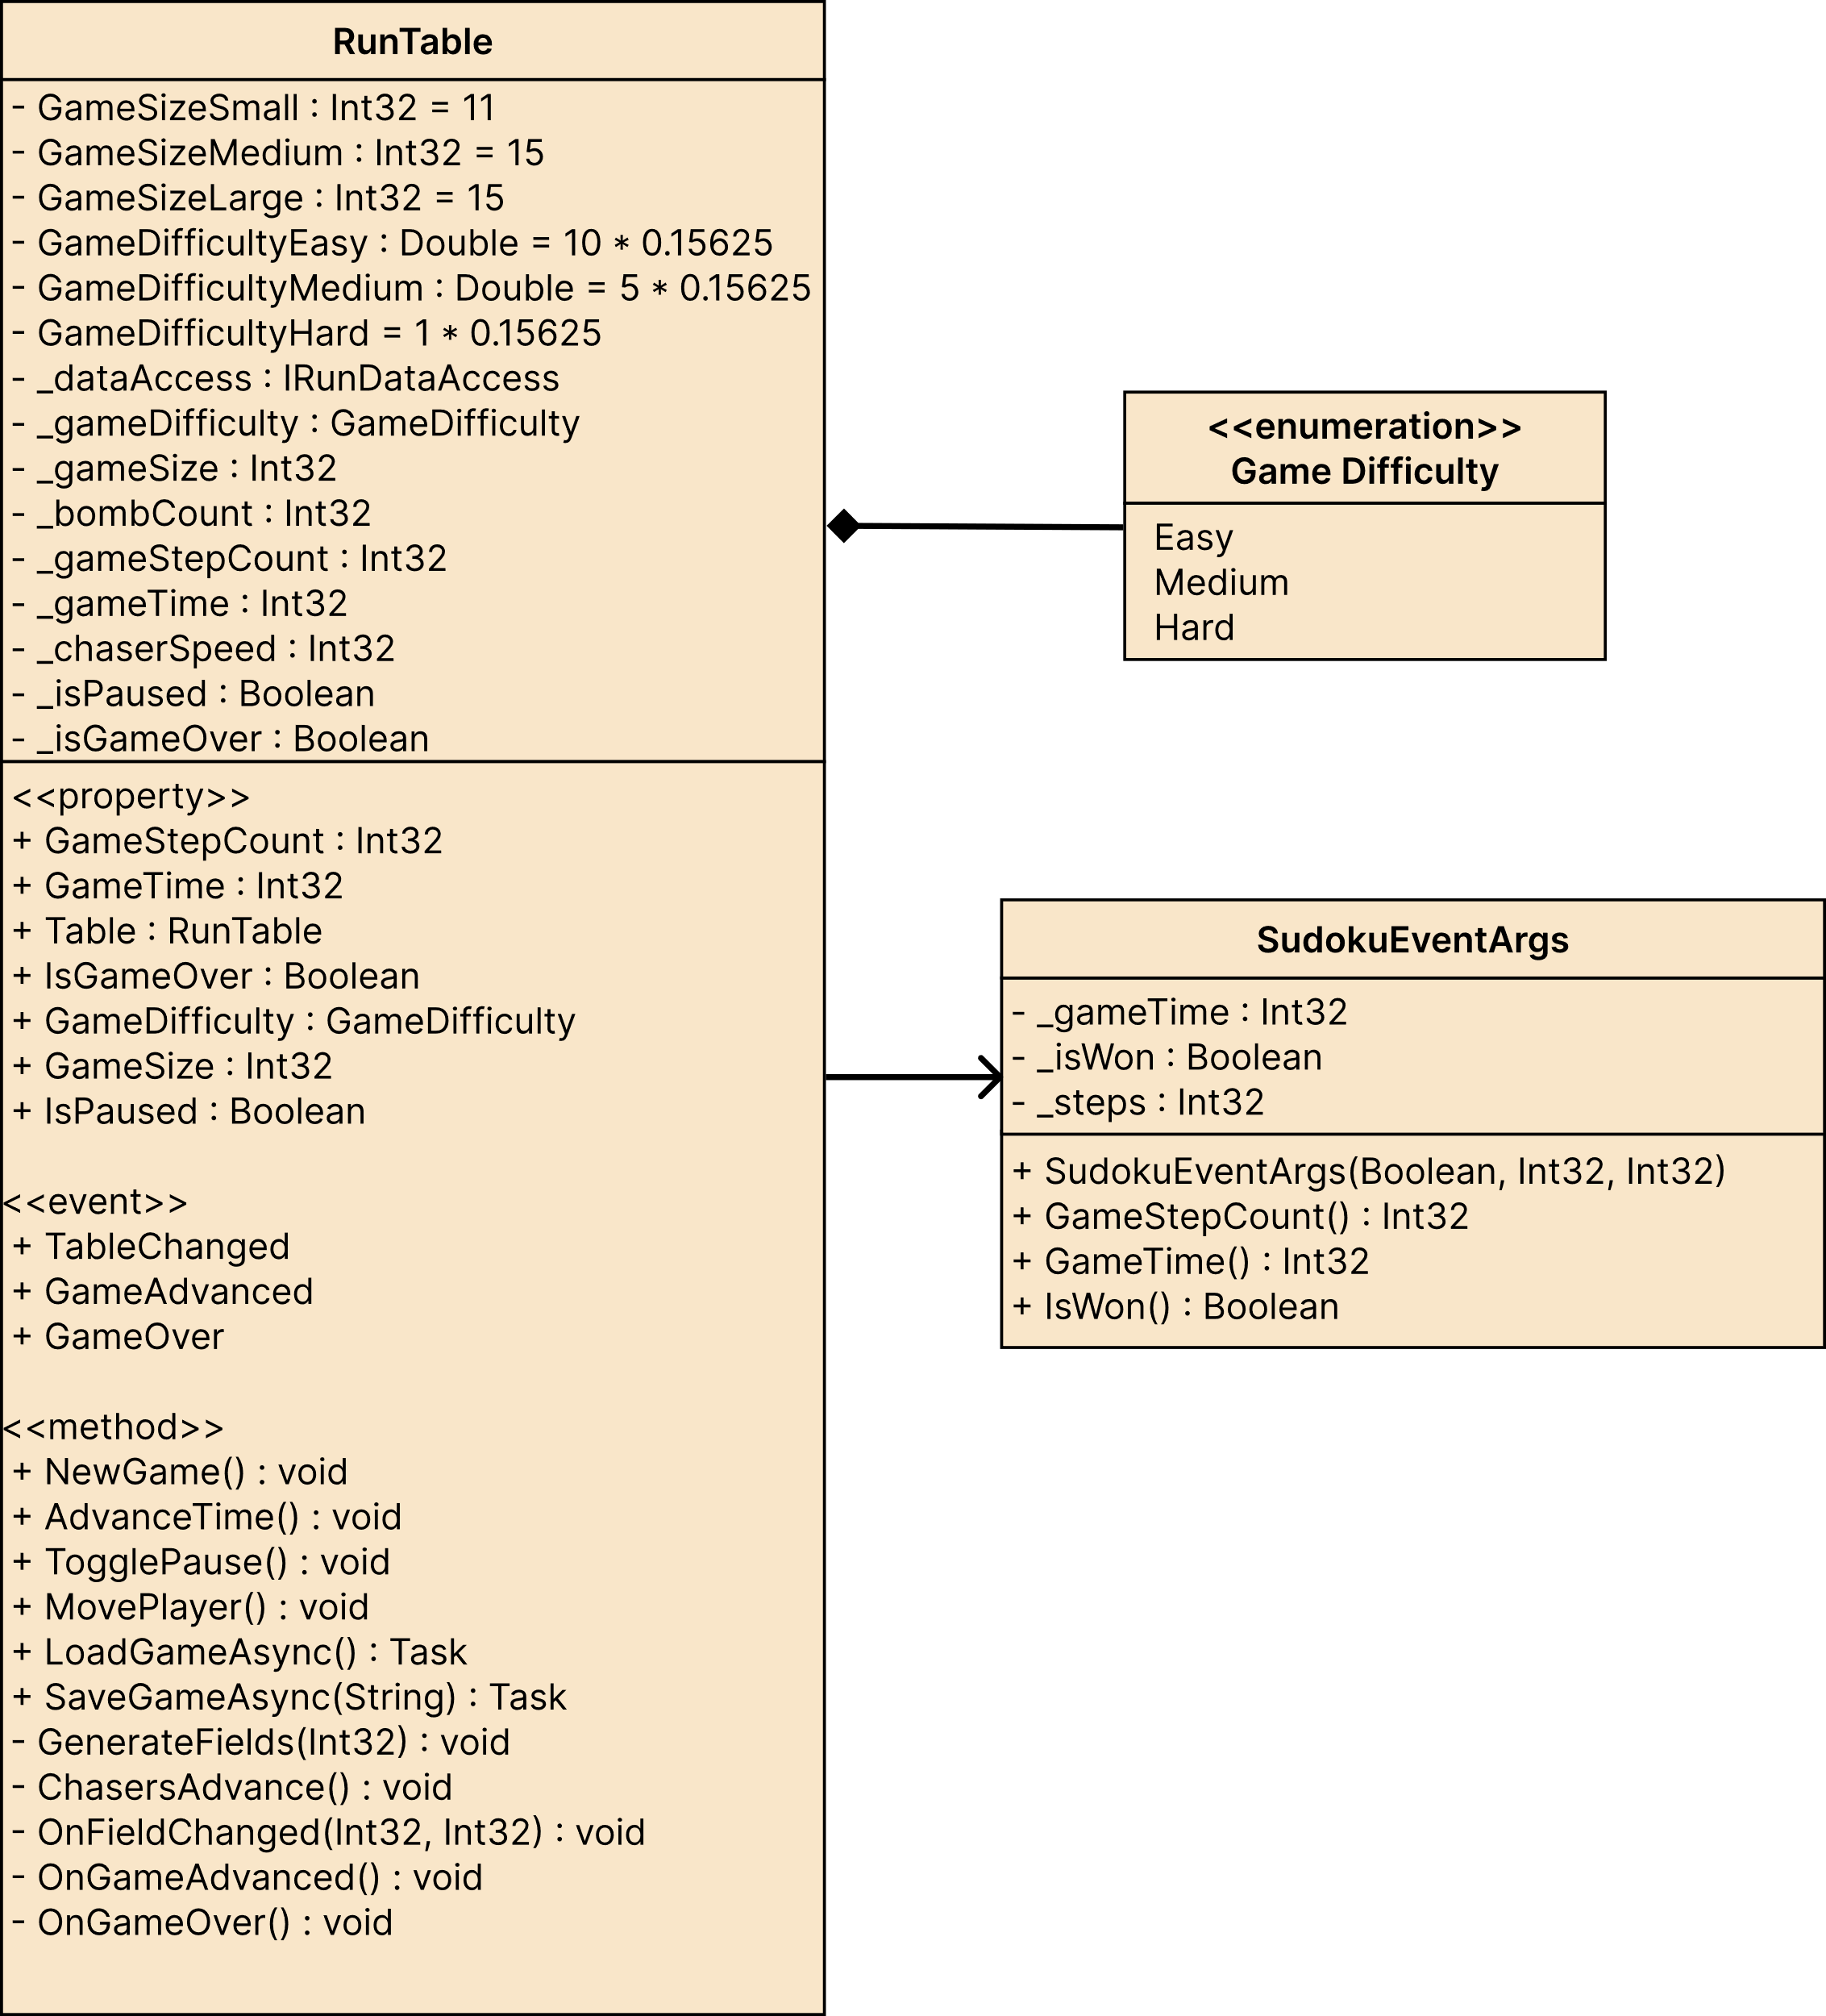 RunTable
- GameSizeSmall : Int32 = 11
- GameSizeMedium : Int32 = 15
- GameSizeLarge : Int32 = 15
- GameDifficultyEasy : Double = 10 * 0.15625
- GameDifficultyMedium : Double = 5 * 0.15625
- GameDifficultyHard = 1 * 0.15625
- _dataAccess : IRunDataAccess
- _gameDifficulty : GameDifficulty
- _gameSize : Int32
- _bombCount : Int32
- _gameStepCount : Int32
- _gameTime : Int32
- _chaserSpeed : Int32
- _isPaused : Boolean
- _isGameOver : Boolean
<<property>>
+ GameStepCount : Int32
+ GameTime : Int32
+ Table : RunTable
+ IsGameOver : Boolean
+ GameDifficulty : GameDifficulty
+ GameSize : Int32
+ IsPaused : Boolean
<<event>>
+ TableChanged
+ GameAdvanced
+ GameOver
<<method>>
+ NewGame() : void
+ AdvanceTime() : void
+ TogglePause() : void
+ MovePlayer() : void
+ LoadGameAsync() : Task
+ SaveGameAsync(String) : Task
- GenerateFields(Int32) : void
- ChasersAdvance() : void
- OnFieldChanged(Int32, Int32) : void
- OnGameAdvanced() : void
- OnGameOver() : void
<<enumeration>>
Game Difficulty
Easy
Medium
Hard
SudokuEventArgs
- _gameTime : Int32
- _isWon : Boolean
- _steps : Int32
+ SudokuEventArgs(Boolean, Int32, Int32)
+ GameStepCount() : Int32
+ GameTime() : Int32
+ IsWon() : Boolean